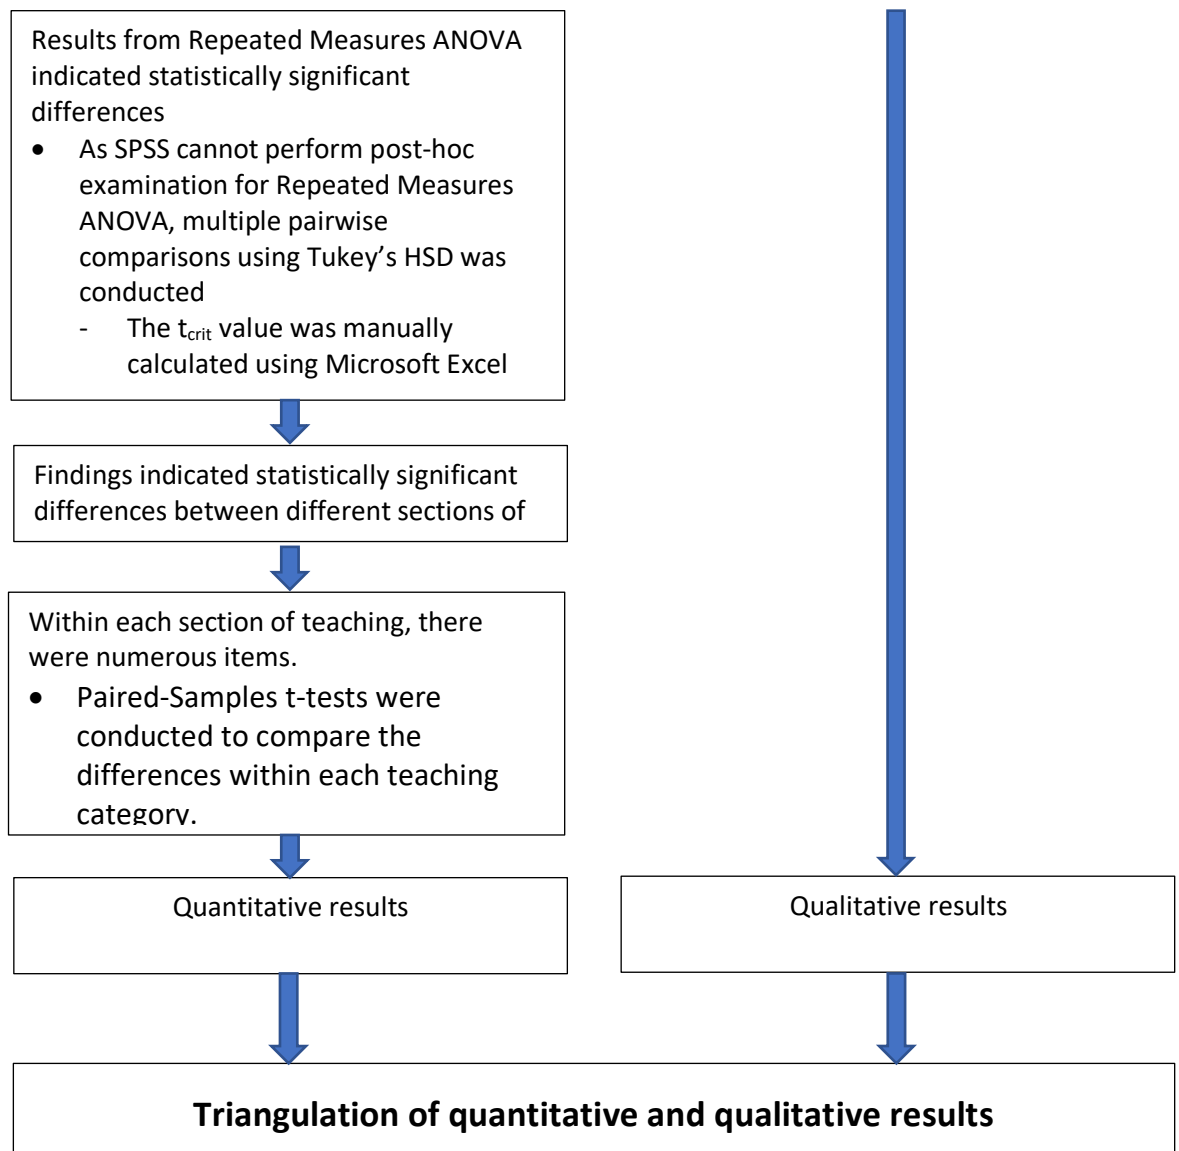 Results from Repeated Measures ANOVA
indicated statistically significant
differences
• As SPSS cannot perform post-hoc
examination for Repeated Measures
ANOVA, multiple pairwise
comparisons using Tukey’s HSD was
conducted
- The tcrit value was manually
calculated using Microsoft Excel
Findings indicated statistically significant
differences between different sections of
Within each section of teaching, there
were numerous items.
• Paired-Samples t-tests were
conducted to compare the
differences within each teaching
category.
Quantitative results
Qualitative results
Triangulation of quantitative and qualitative results